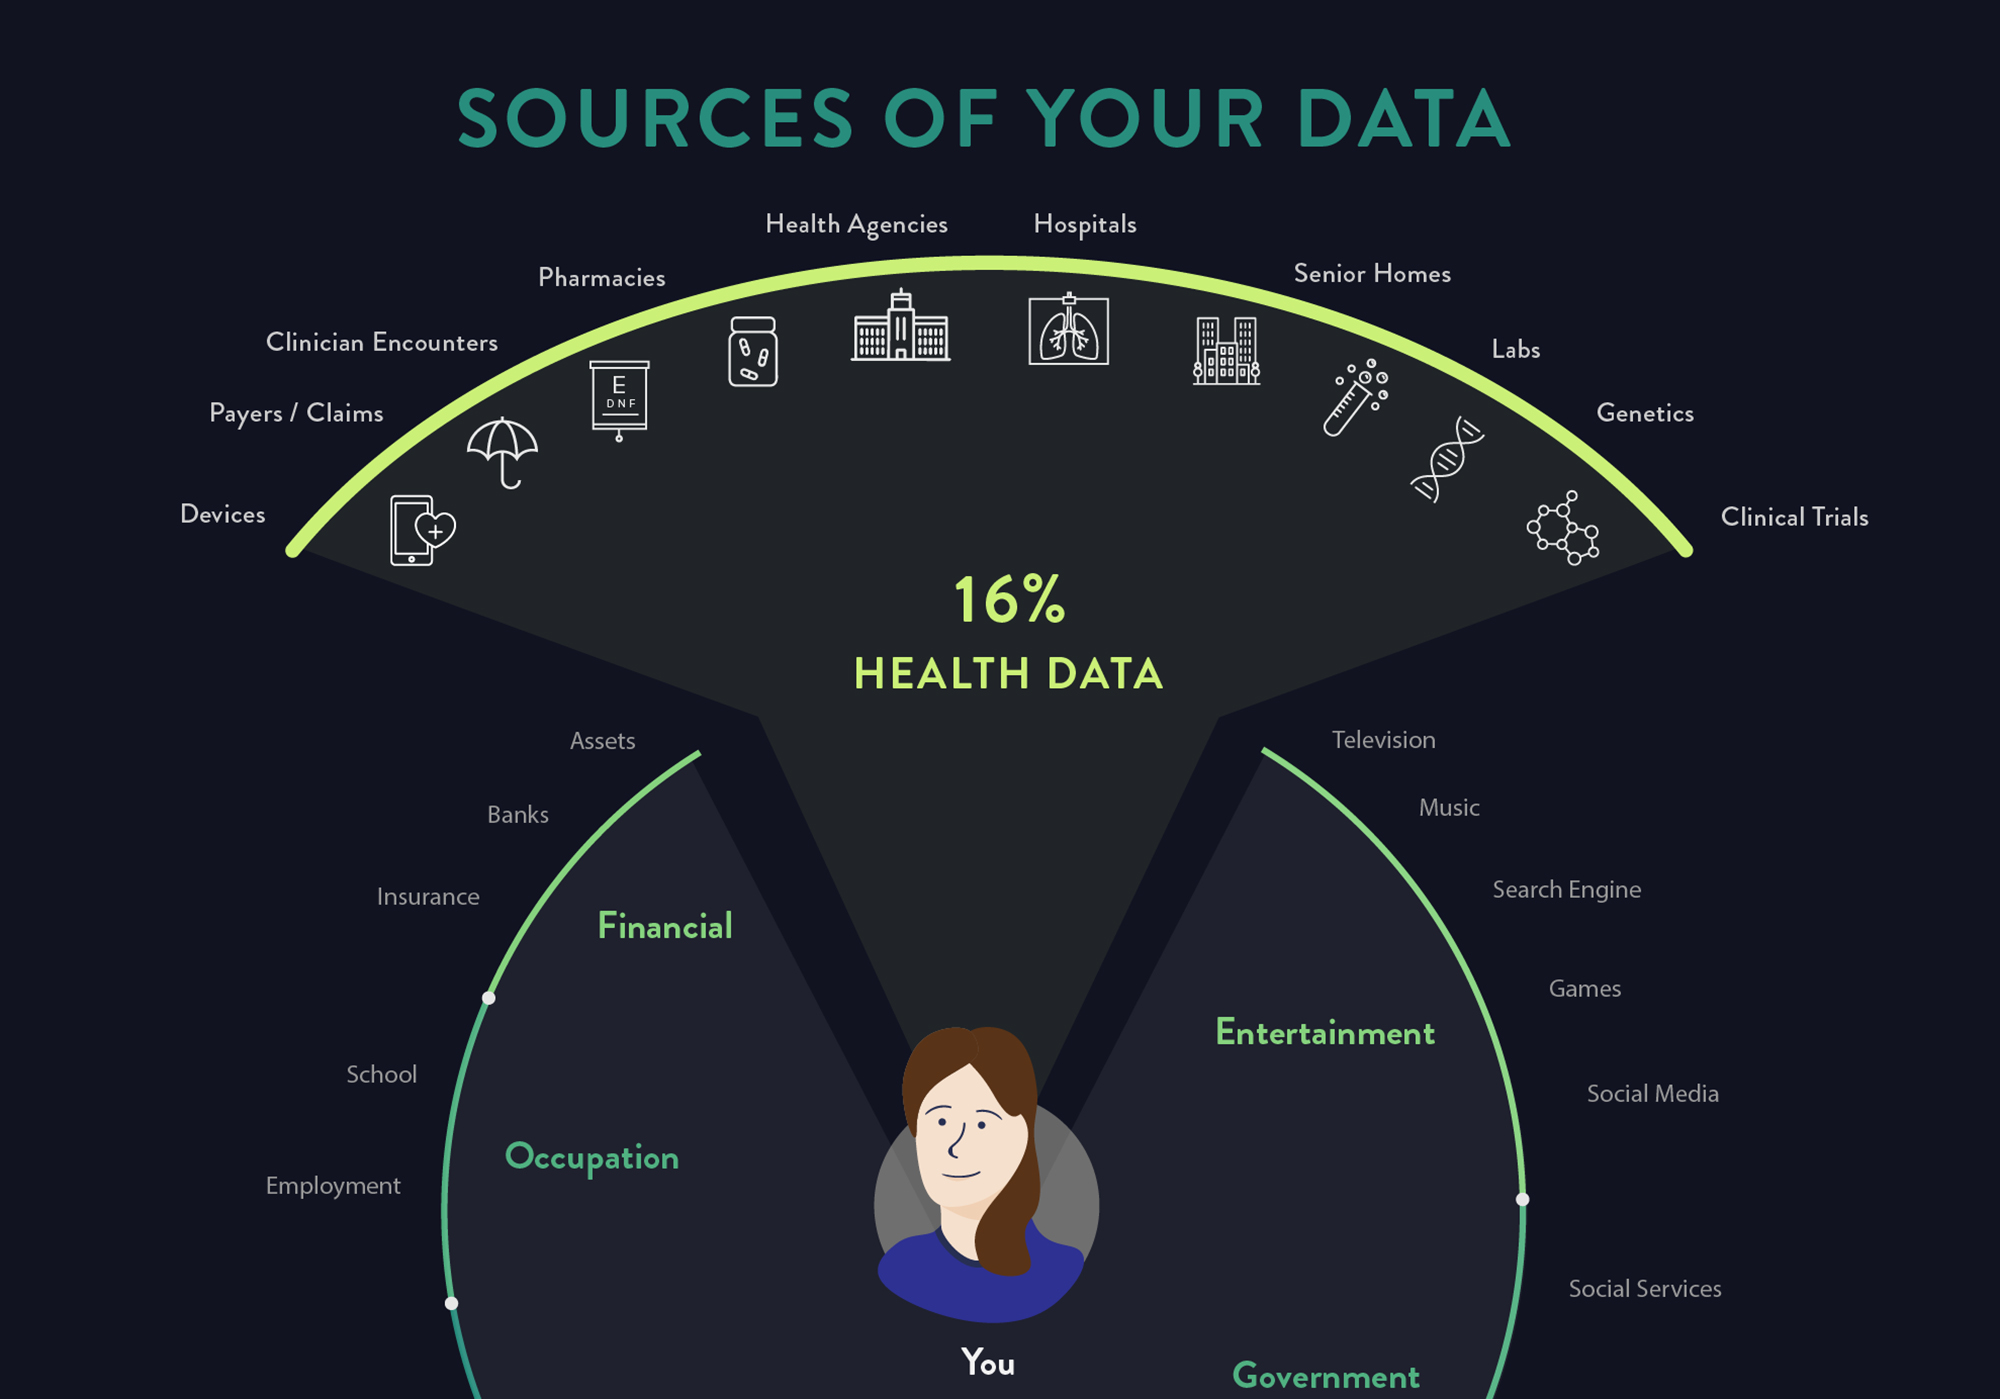 SOURCES OF YOUR DATA
Health Agencies
Hospitals
Pharmacies
Senior Homes
Clinician Encounters
Labs
Payers / Claims
Genetics
Devices
Clinical Trials
E
DNF
16%
HEALTH DATA
Assets
Television
Banks
Music
Insurance
Search Engine
Financial
Games
Entertainment
School
Social Media
Occupation
Employment
Social Services
You
Government